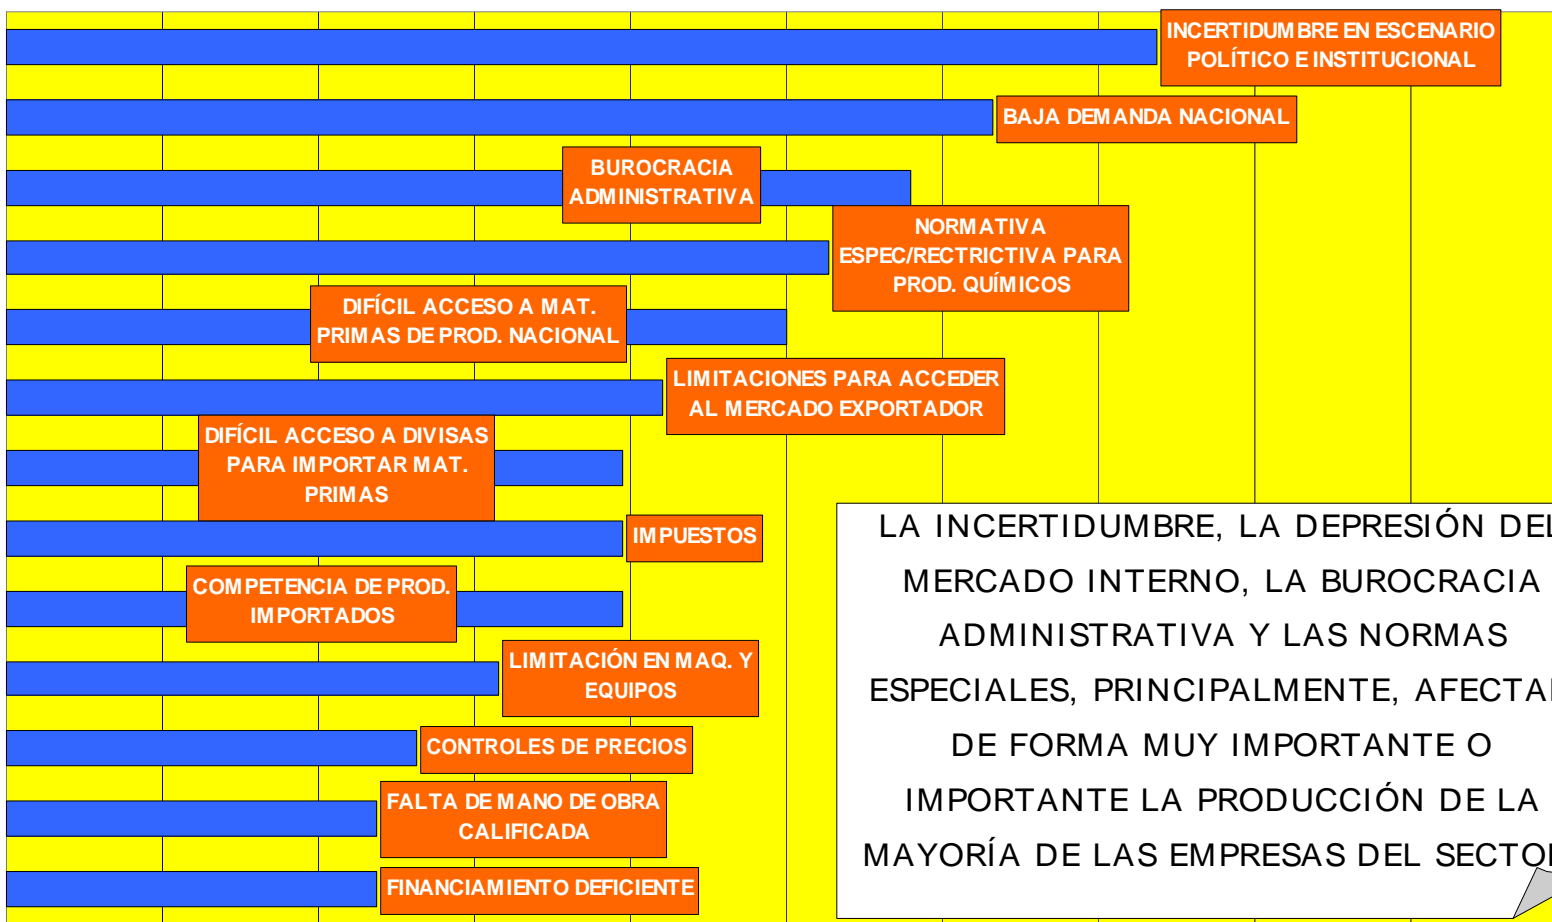 INCERTIDUMBRE EN ESCENARIO
POLÍTICO E INSTITUCIONAL
BAJA DEMANDA NACIONAL
BUROCRACIA
ADMINISTRATIVA
NORMATIVA
ESPEC/RECTRICTIVA PARA
PROD. QUÍMICOS
DIFÍCIL ACCESO A MAT.
PRIMAS DE PROD. NACIONAL
LIMITACIONES PARA ACCEDER
AL MERCADO EXPORTADOR
DIFÍCIL ACCESO A DIVISAS
PARA IMPORTAR MAT.
PRIMAS
IMPUESTOS
COMPETENCIA DE PROD.
IMPORTADOS
LIMITACIÓN EN MAQ. Y
EQUIPOS
CONTROLES DE PRECIOS
FALTA DE MANO DE OBRA
CALIFICADA
FINANCIAMIENTO DEFICIENTE
LA INCERTIDUMBRE, LA DEPRESIÓN DEL
MERCADO INTERNO, LA BUROCRACIA
ADMINISTRATIVA Y LAS NORMAS
ESPECIALES, PRINCIPALMENTE, AFECTAN
DE FORMA MUY IMPORTANTE O
IMPORTANTE LA PRODUCCIÓN DE LA
MAYORÍA DE LAS EMPRESAS DEL SECTOR